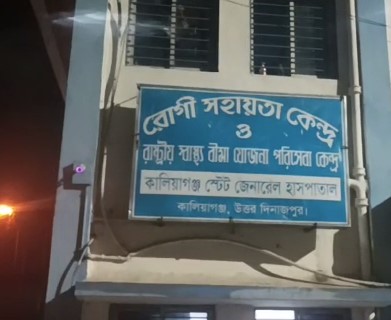 রোগী সহায়তা কেন্দ্র
ও
রাষ্ট্রীয় স্বাস্থ্য বীমা যোজনা পরিসেবা কেন্দ্র
কালিয়াগঞ্জ স্টেট জেনারেল হাসপাতাল
কালিয়াগঞ্জ, উত্তর দিনাজপুর।